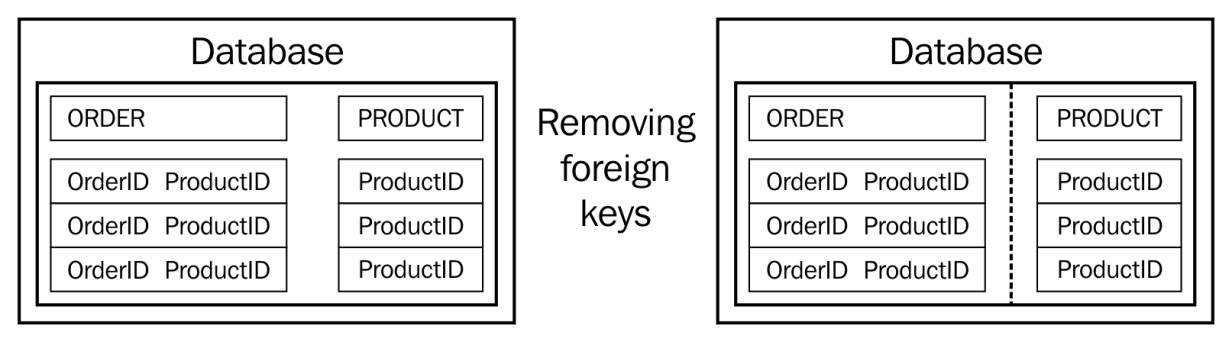 Database
ORDER
PRODUCT
OrderID ProductID
ProductID
OrderID ProductID
ProductID
OrderID ProductID
ProductID
Removing
foreign
keys
Database
ORDER
PRODUCT
OrderID ProductID
ProductID
OrderID ProductID
ProductID
OrderID ProductID
ProductID